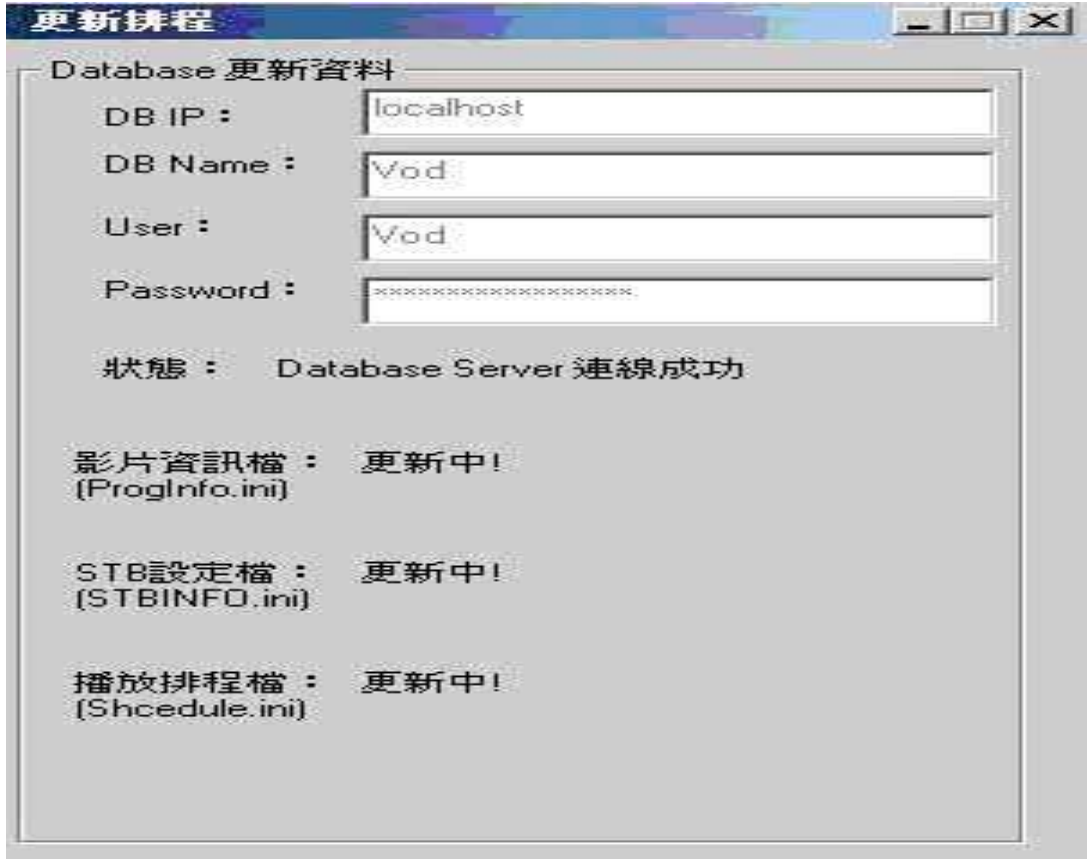 更新排程
Database 更新資料
DB IP： localhost
DB Name： Vod
User： Vod
Password： ******************
狀態： Database Server 連線成功
影片資訊檔： 更新中!
(ProgInfo.ini)
STB設定檔： 更新中!
(STBINFO.ini)
播放排程檔： 更新中!
(Shcedule.ini)